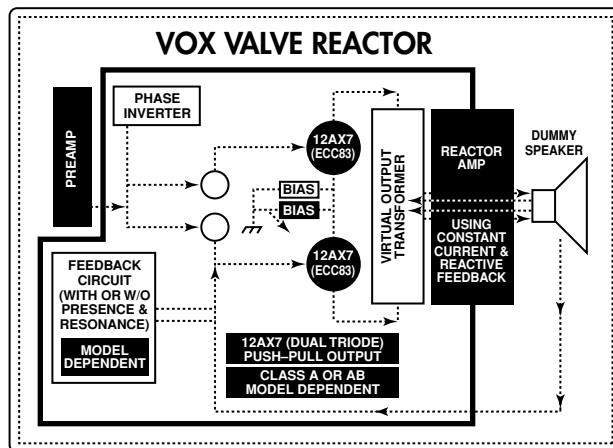 VOX VALVE REACTOR
PREAMP
PHASE
INVERTER
12AX7
(ECC83)
BIAS
BIAS
12AX7
(ECC83)
VIRTUAL OUTPUT
TRANSFORMER
REACTOR
AMP
USING
CONSTANT
CURRENT &
REACTIVE
FEEDBACK
DUMMY
SPEAKER
FEEDBACK
CIRCUIT
(WITH OR W/O
PRESENCE &
RESONANCE)
MODEL
DEPENDENT
12AX7 (DUAL TRIODE)
PUSH–PULL OUTPUT
CLASS A OR AB
MODEL DEPENDENT